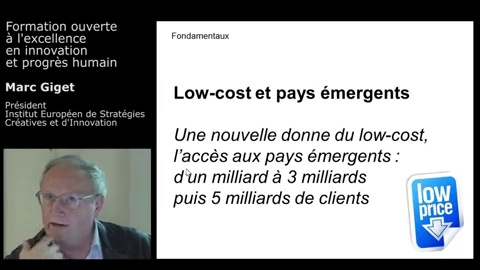 Formation ouverte
à l'excellence
en innovation
et progrès humain
Marc Giget
Président
Institut Européen de Stratégies
Créatives et d'Innovation
Fondamentaux
Low-cost et pays émergents
Une nouvelle donne du low-cost,
l'accès aux pays émergents :
d'un milliard à 3 milliards
puis 5 milliards de clients
low
price